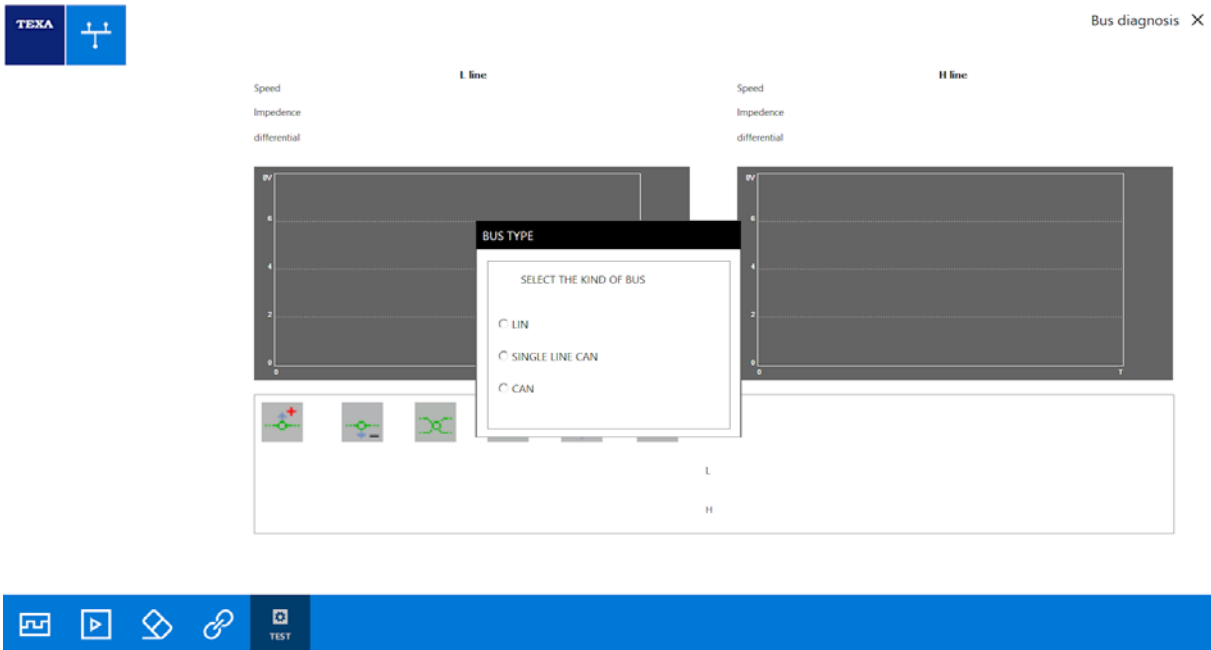 TEXA
Bus diagnosis
L line
H line
Speed
Speed
Impedence
Impedence
differential
differential
8V
8V
6
6
BUS TYPE
4
4
SELECT THE KIND OF BUS
2
2
LIN
SINGLE LINE CAN
0
0
0
0
T
CAN
L
H
TEST